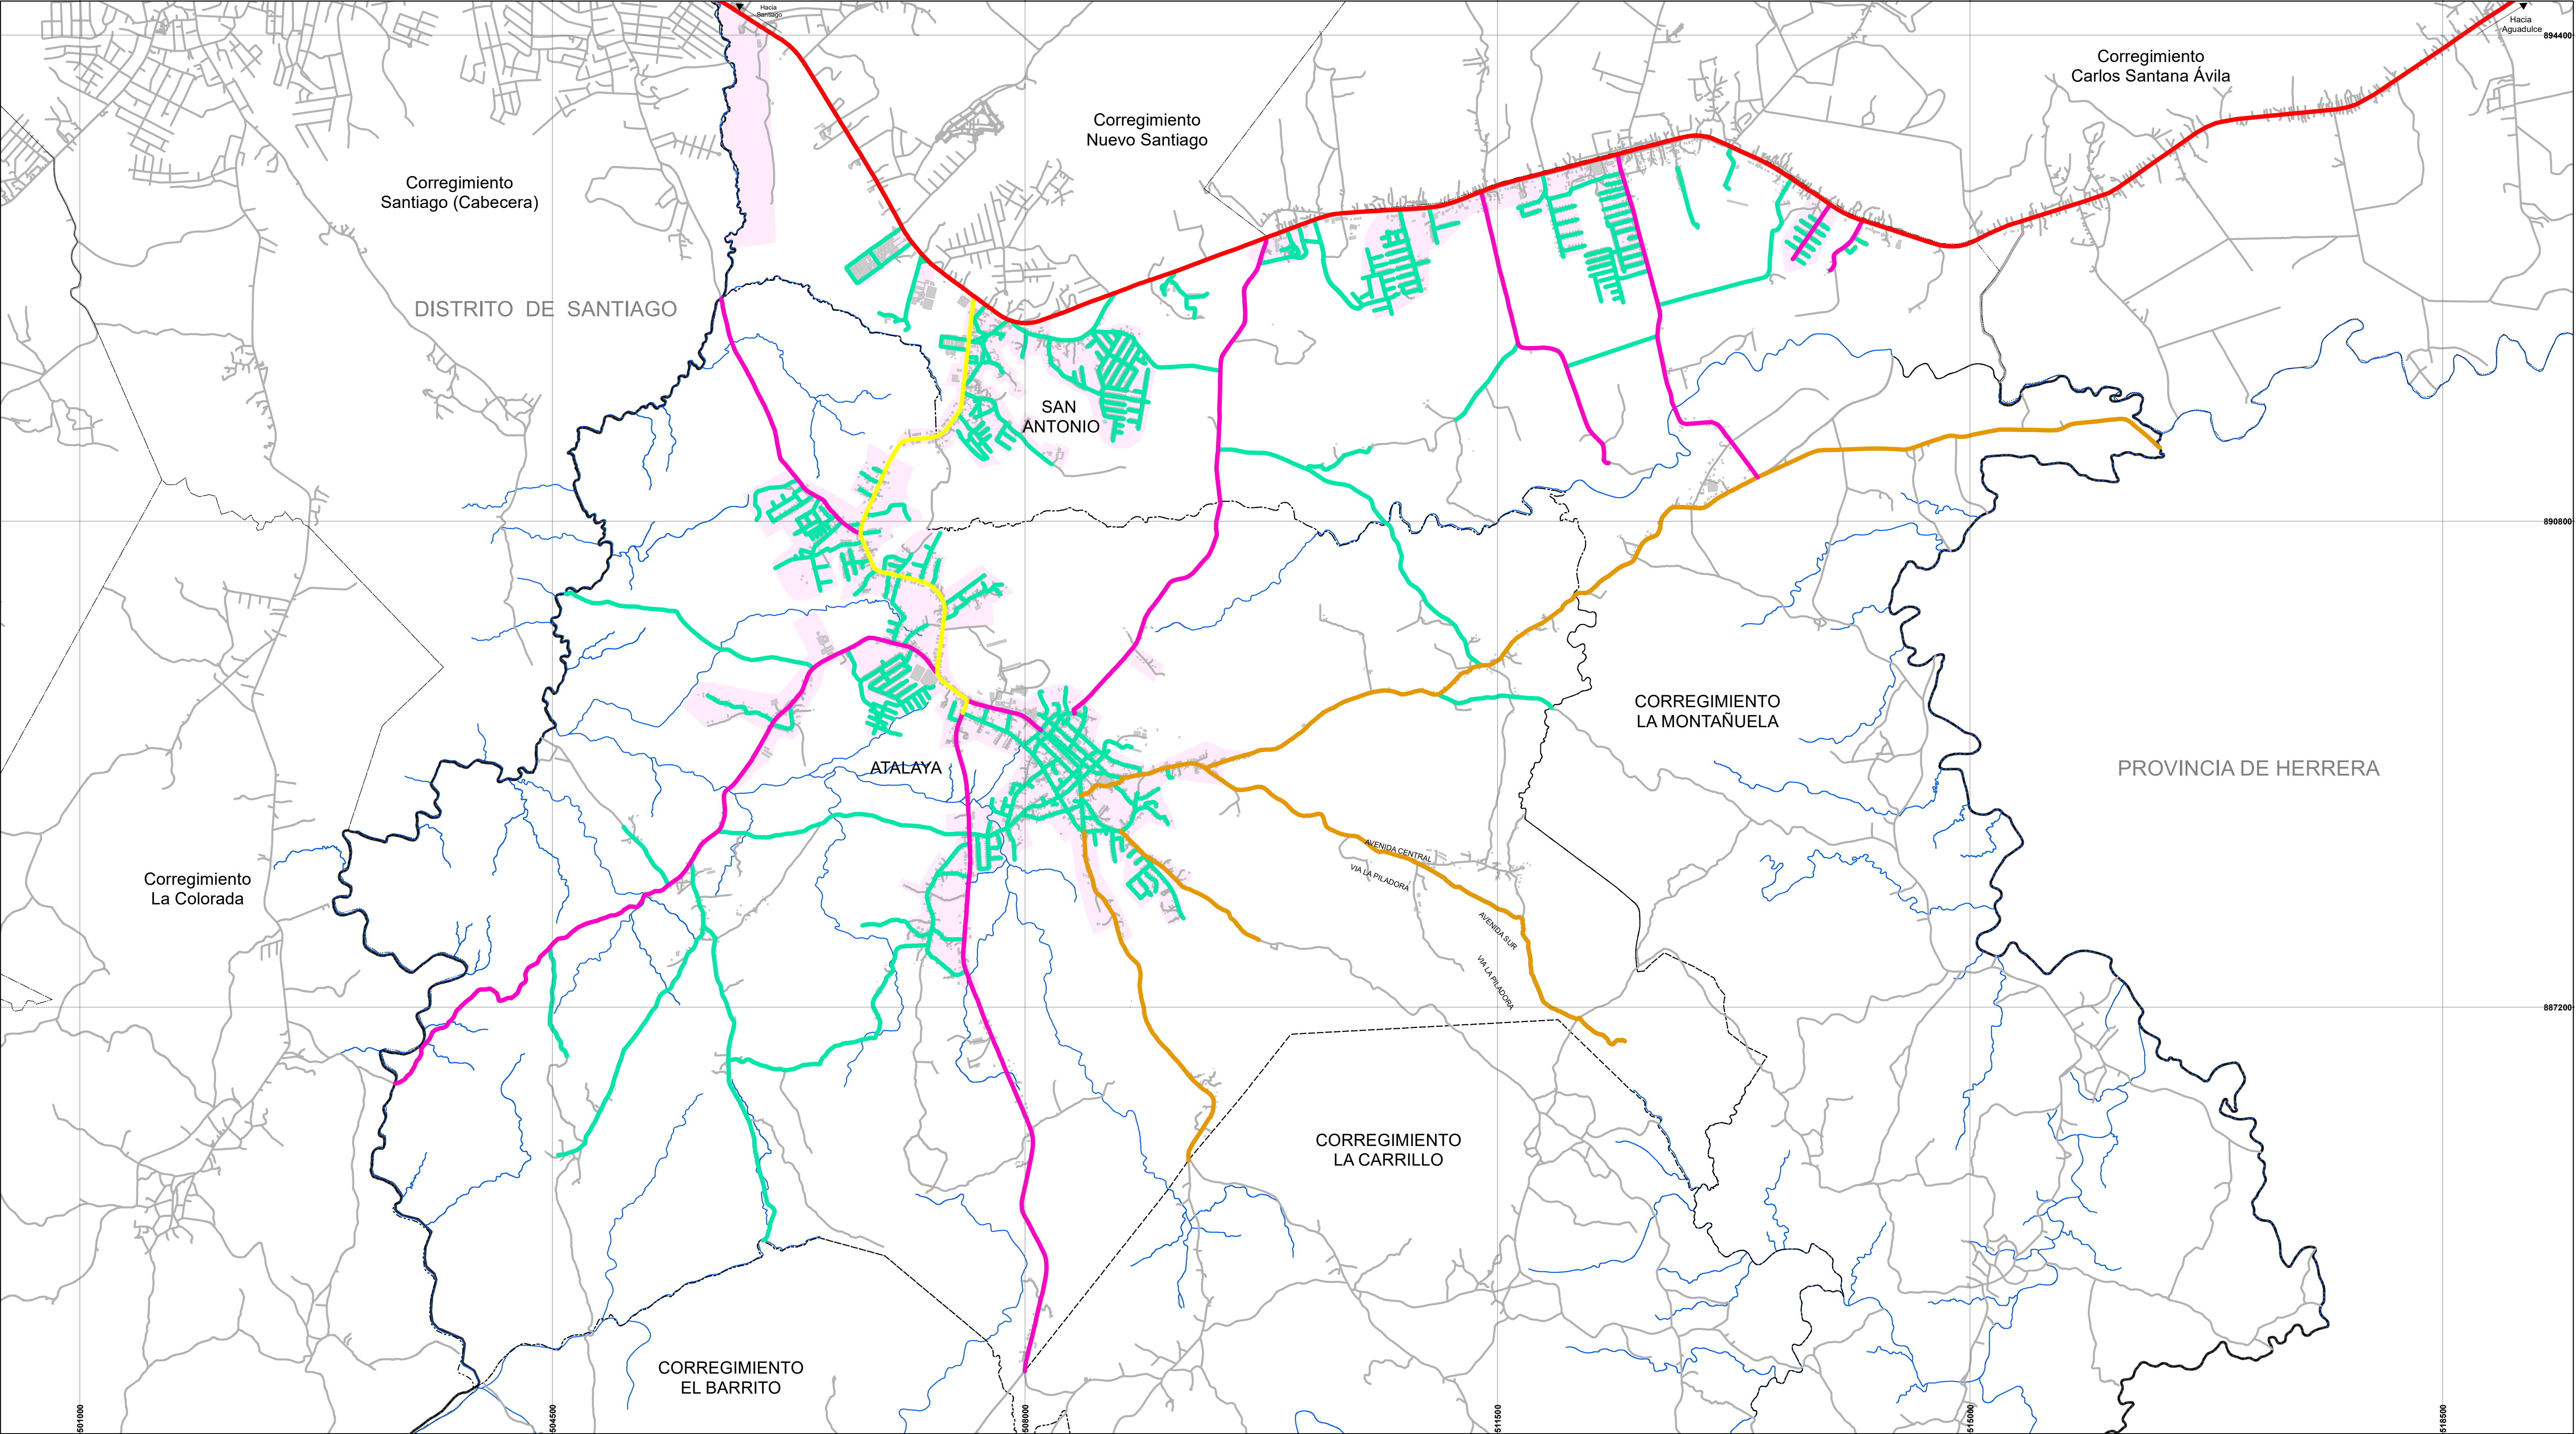 Hacia
Santiago
Hacia
Aguadulce
894400
Corregimiento
Carlos Santana Ávila
Corregimiento
Nuevo Santiago
Corregimiento
Santiago (Cabecera)
DISTRITO DE SANTIAGO
SAN
ANTONIO
890800
CORREGIMIENTO
LA MONTAÑUELA
ATALAYA
PROVINCIA DE HERRERA
AVENIDA CENTRAL
VIA LA PILADORA
Corregimiento
La Colorada
AVENIDA SUR
VIA LA PILADORA
887200
CORREGIMIENTO
LA CARRILLO
CORREGIMIENTO
EL BARRITO
501000
504500
508000
511500
515000
518500